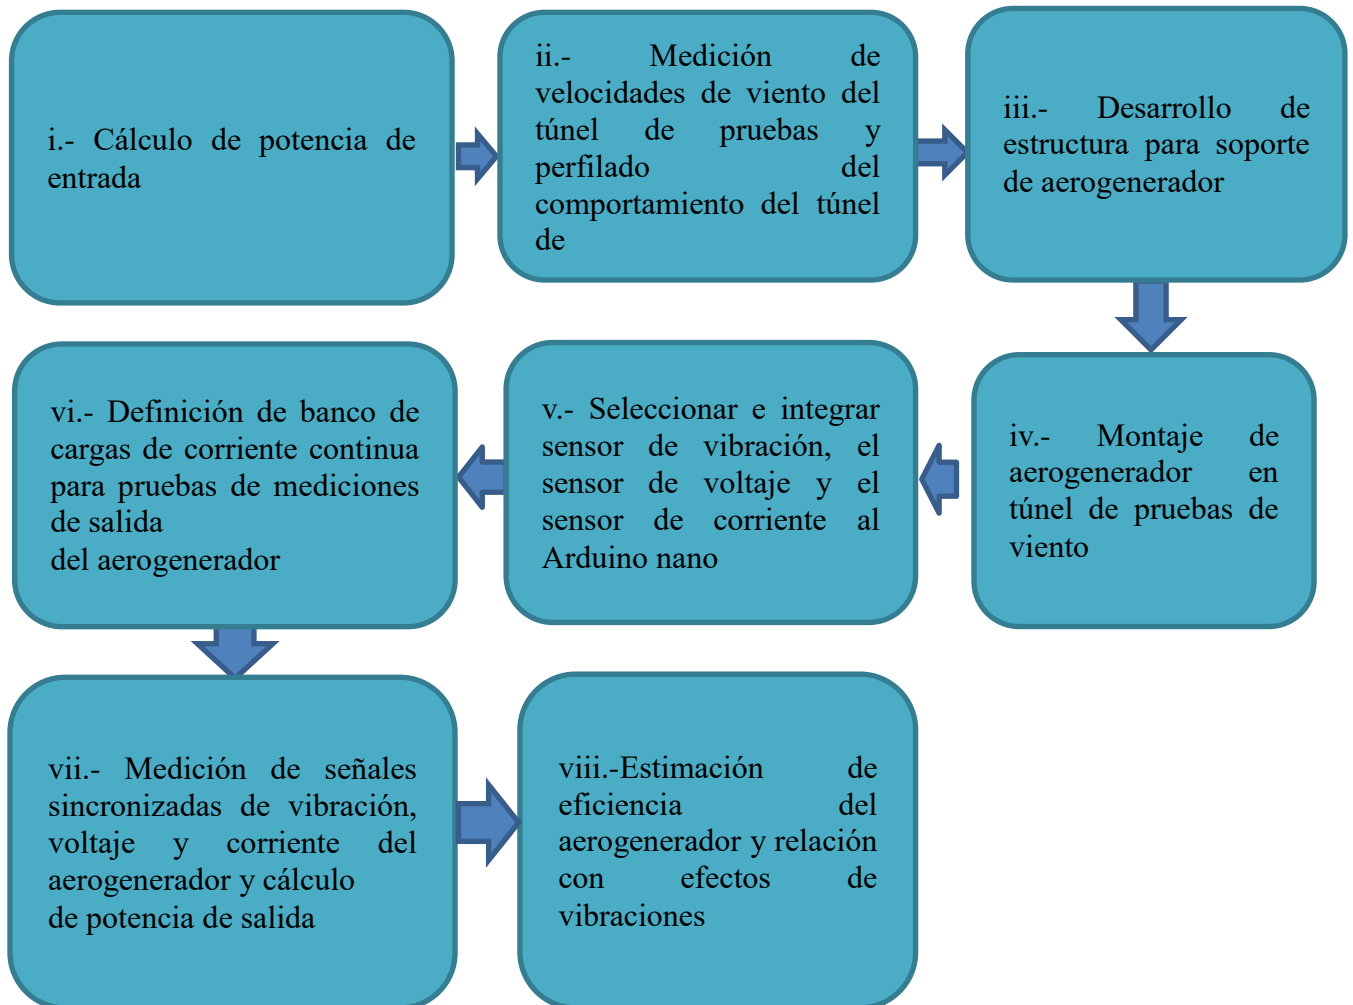 i.- Cálculo de potencia de
entrada
ii.- Medición de
velocidades de viento del
túnel de pruebas y
perfilado del
comportamiento del túnel
de
iii.- Desarrollo de
estructura para soporte
de aerogenerador
iv.- Montaje de
aerogenerador en
túnel de pruebas de
viento
v.- Seleccionar e integrar
sensor de vibración, el
sensor de voltaje y el
sensor de corriente al
Arduino nano
vi.- Definición de banco de
cargas de corriente continua
para pruebas de mediciones
de salida
del aerogenerador
vii.- Medición de señales
sincronizadas de vibración,
voltaje y corriente del
aerogenerador y cálculo
de potencia de salida
viii.-Estimación de
eficiencia del
aerogenerador y relación
con efectos de
vibraciones